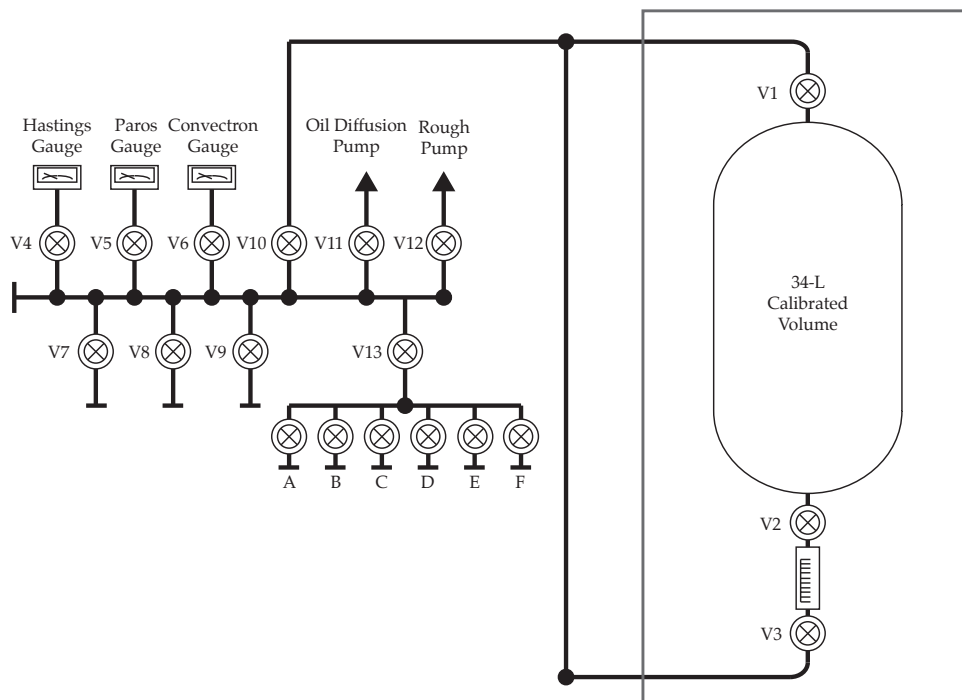 V1
Hastings
Gauge
Paros
Gauge
Convectron
Gauge
Oil Diffusion
Pump
Rough
Pump
V4
V5
V6
V10
V11
V12
34-L
Calibrated
Volume
V7
V8
V9
V13
A
B
C
D
E
F
V2
V3